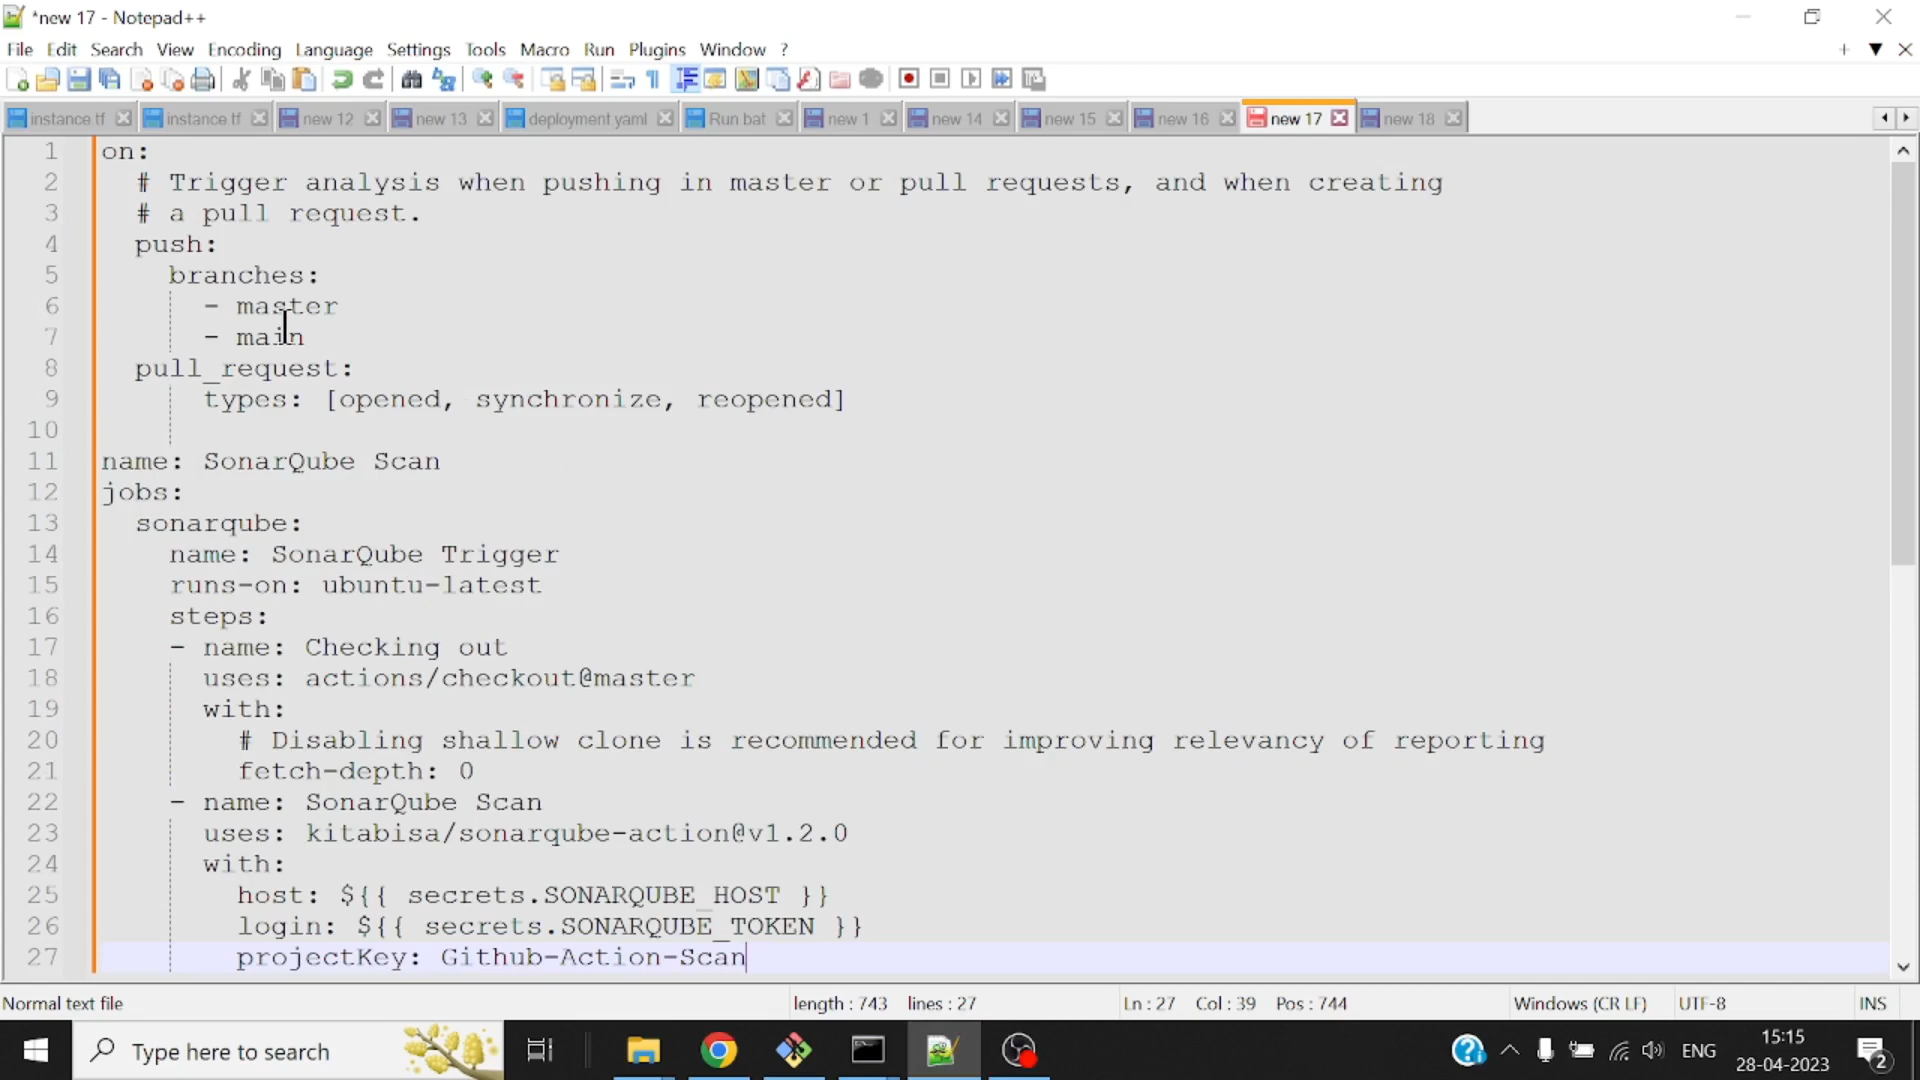 *new 17 - Notepad++
File Edit Search View Encoding Language Settings Tools Macro Run Plugins Window ?
instance.tf instance.tf new 12 new 13 deployment.yaml Run bat new 1 new 14 new 15 new 16 new 17 new 18
1 on:
2 # Trigger analysis when pushing in master or pull requests, and when creating
3 # a pull request.
4 push:
5 branches:
6 - master
7 - main
8 pull_request:
9 types: [opened, synchronize, reopened]
10
11 name: SonarQube Scan
12 jobs:
13 sonarqube:
14 name: SonarQube Trigger
15 runs-on: ubuntu-latest
16 steps:
17 - name: Checking out
18 uses: actions/checkout@master
19 with:
20 # Disabling shallow clone is recommended for improving relevancy of reporting
21 fetch-depth: 0
22 - name: SonarQube Scan
23 uses: kitabisa/sonarqube-action@v1.2.0
24 with:
25 host: ${{ secrets.SONARQUBE_HOST }}
26 login: ${{ secrets.SONARQUBE_TOKEN }}
27 projectKey: Github-Action-Scan
Normal text file length : 743 lines : 27 Ln : 27 Col : 39 Pos : 744 Windows (CR LF) UTF-8 INS
Type here to search ENG 15:15
28-04-2023 2